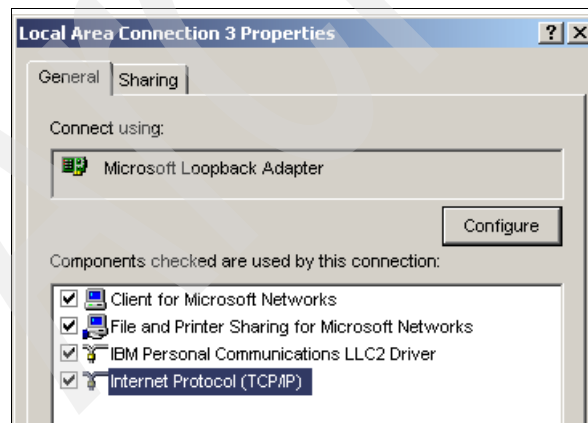 Local Area Connection 3 Properties
General
Sharing
Connect using:
Microsoft Loopback Adapter
Configure
Components checked are used by this connection:
Client for Microsoft Networks
File and Printer Sharing for Microsoft Networks
IBM Personal Communications LLC2 Driver
Internet Protocol (TCP/IP)